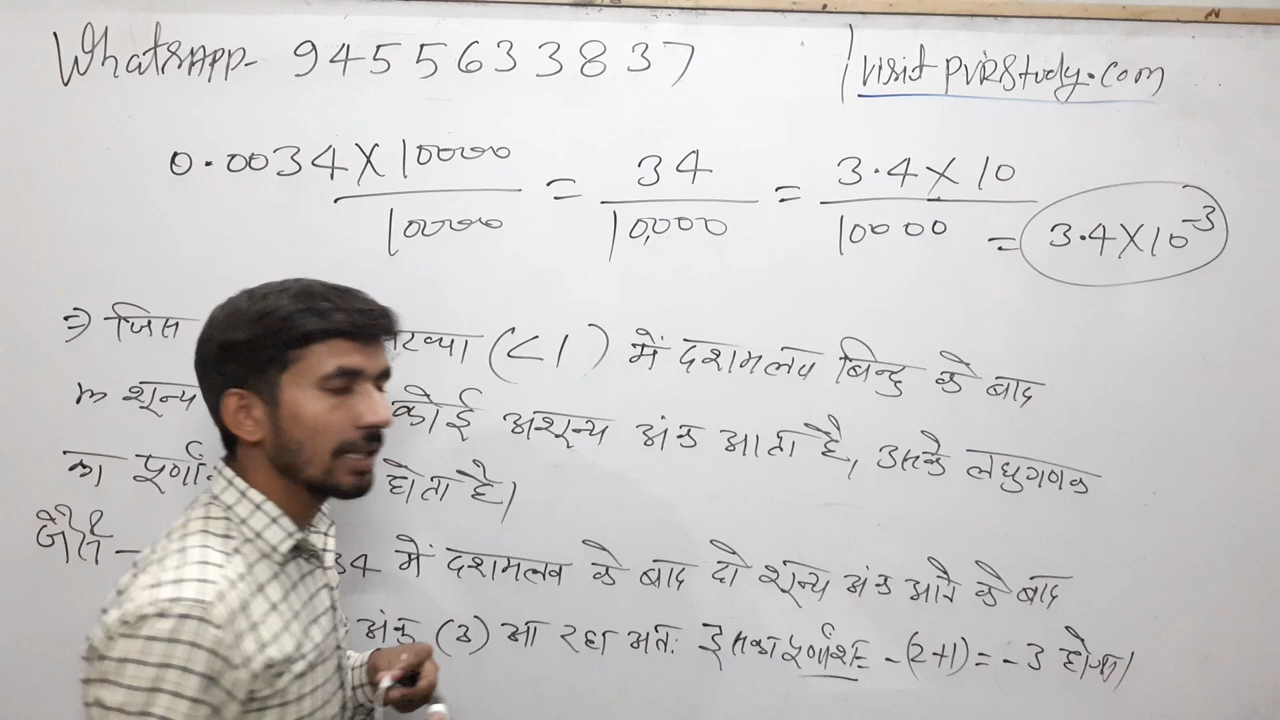 WhatsApp- 9455633837
visit PVRStudy.com
0.0034 X 10000 / 10000 = 34 / 10,000 = 3.4 X 10 / 10000 = 3.4 X 10^-3
⇒ जिस संख्या (<1) में दशमलव बिन्दु के बाद
m शून्य कोई अशून्य अंक आता है, उसके लघुगणक
का होता है।
जैसे - 34 में दशमलव के बाद दो शून्य अंक आने के बाद
अंक (3) आ रहा अतः इसका पूर्णांश -(2+1) = -3 होगा।